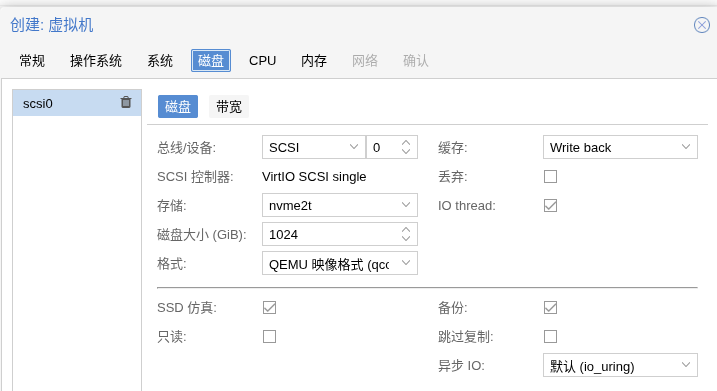 创建: 虚拟机
常规 操作系统 系统 磁盘 CPU 内存 网络 确认
scsi0
磁盘 带宽
总线/设备: SCSI 0 缓存: Write back
SCSI 控制器: VirtIO SCSI single 丢弃:
存储: nvme2t IO thread:
磁盘大小 (GiB): 1024
格式: QEMU 映像格式 (qcc
SSD 仿真: 备份:
只读: 跳过复制:
异步 IO: 默认 (io_uring)